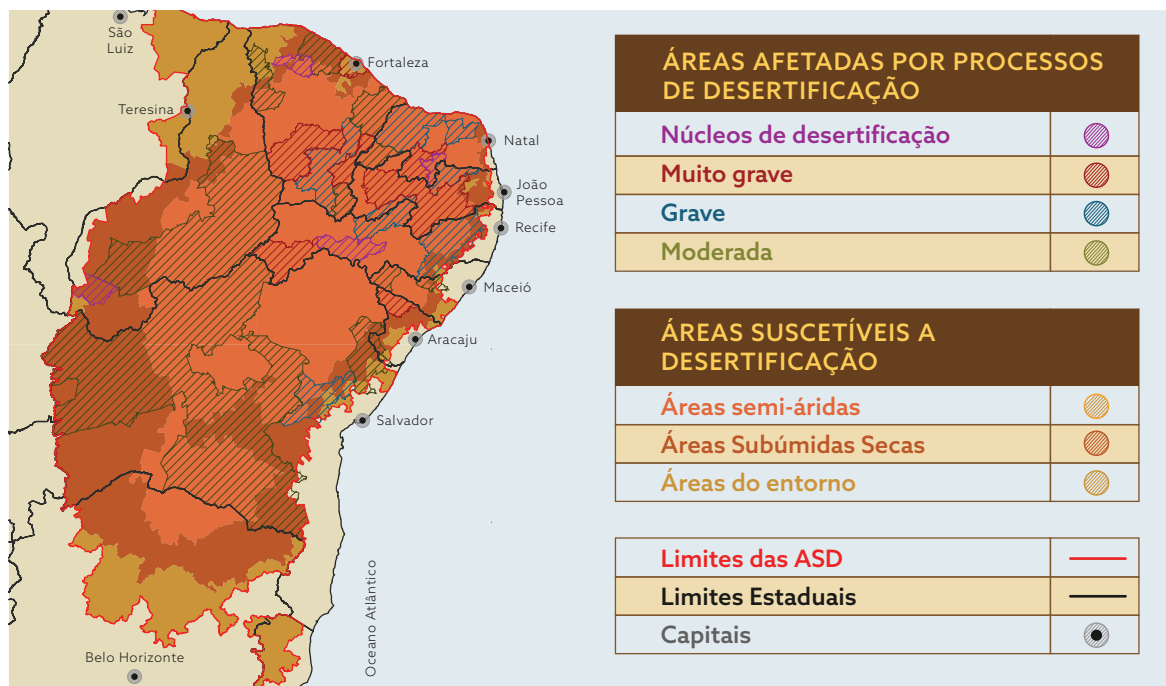 São
Luiz
Fortaleza
Teresina
Natal
João
Pessoa
Recife
Maceió
Aracaju
Salvador
Oceano Atlântico
Belo Horizonte
ÁREAS AFETADAS POR PROCESSOS
DE DESERTIFICAÇÃO
Núcleos de desertificação
Muito grave
Grave
Moderada
ÁREAS SUSCETÍVEIS A
DESERTIFICAÇÃO
Áreas semi-áridas
Áreas Subúmidas Secas
Áreas do entorno
Limites das ASD
Limites Estaduais
Capitais